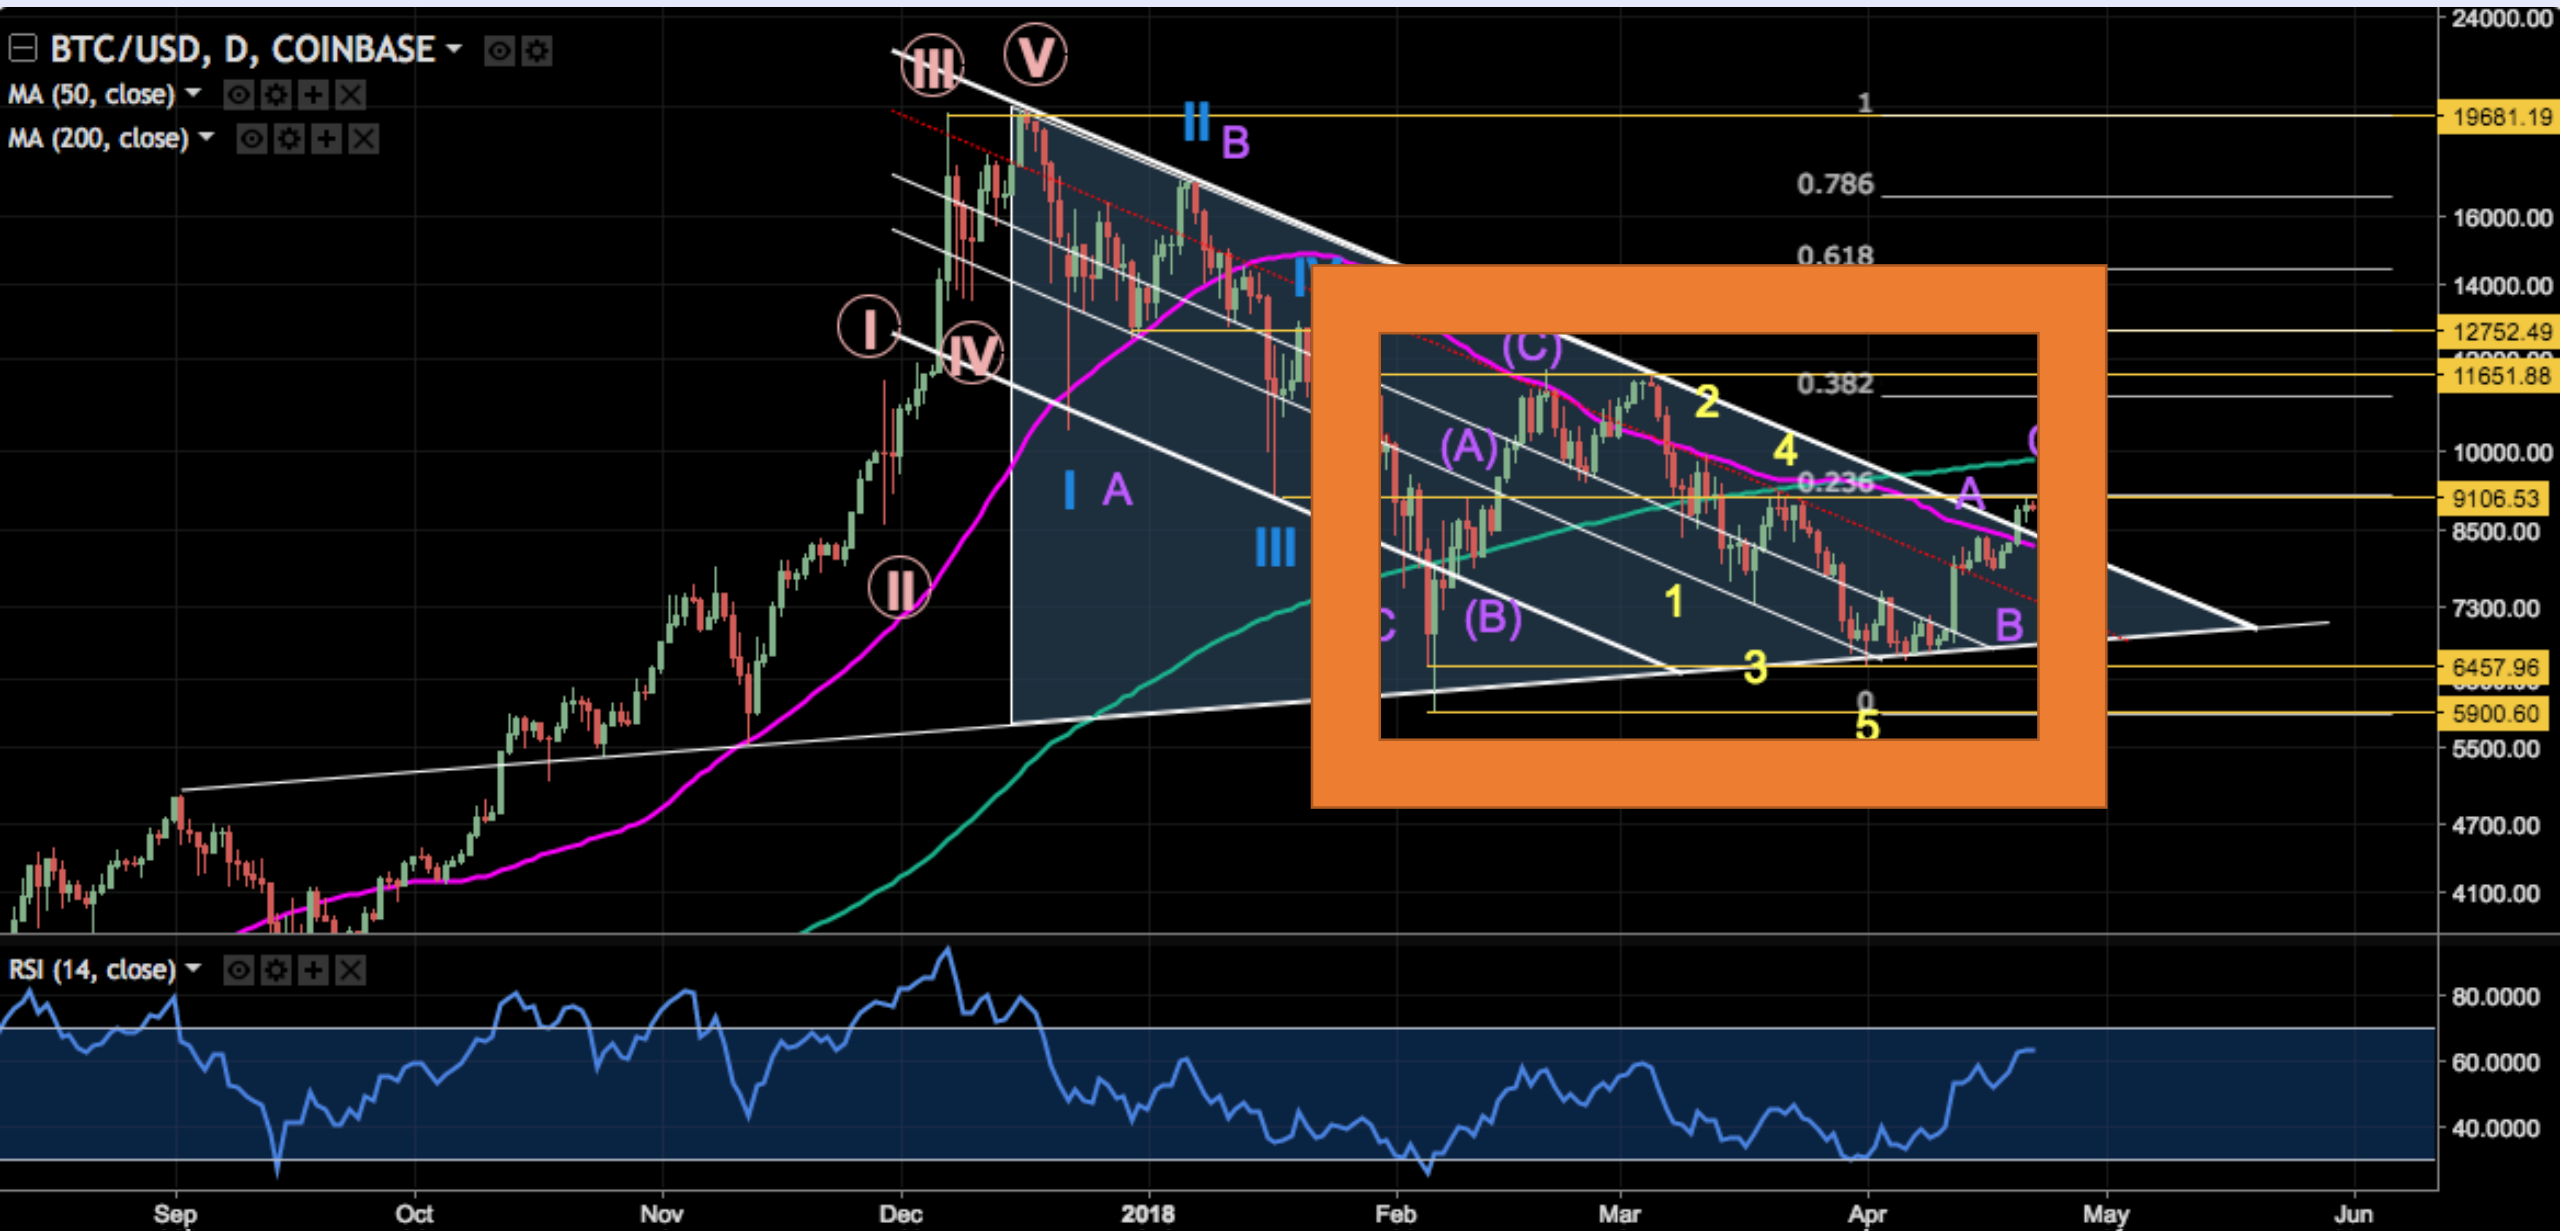 BTC/USD, D, COINBASE
MA (50, close)
MA (200, close)
III
V
II
B
I
IV
II
I
A
III
(C)
(A)
(B)
2
4
1
3
5
A
B
1
0.786
0.618
0.382
0.236
0
24000.00
19681.19
16000.00
14000.00
12752.49
11651.88
10000.00
9106.53
8500.00
7300.00
6457.96
5900.60
5500.00
4700.00
4100.00
RSI (14, close)
80.0000
60.0000
40.0000
Sep
Oct
Nov
Dec
2018
Feb
Mar
Apr
May
Jun